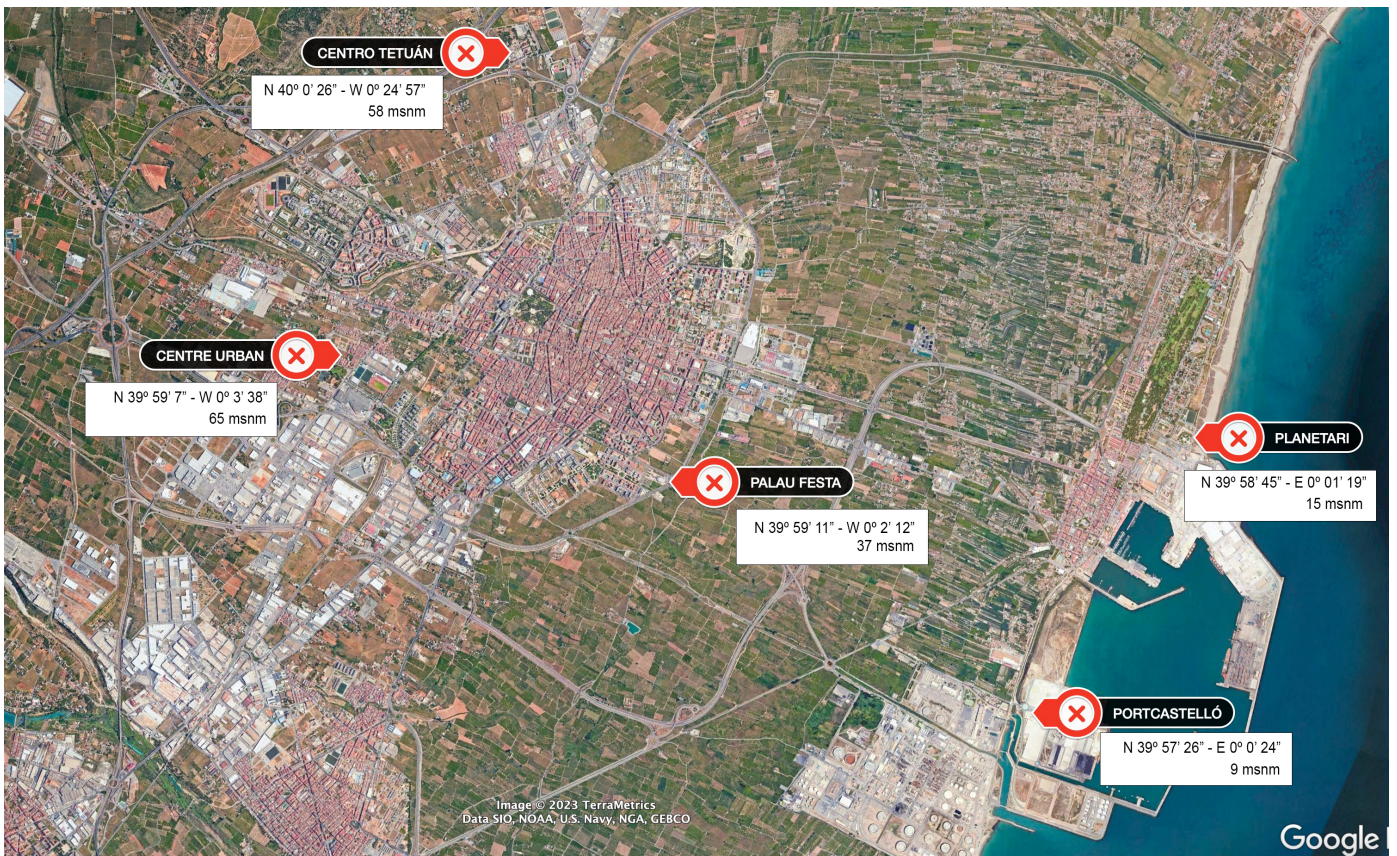 CENTRO TETUÁN
N 40º 0’ 26” - W 0º 24’ 57”
58 msnm
CENTRE URBAN
N 39º 59’ 7” - W 0º 3’ 38”
65 msnm
PLANETARI
N 39º 58’ 45” - E 0º 01’ 19”
15 msnm
PALAU FESTA
N 39º 59’ 11” - W 0º 2’ 12”
37 msnm
PORTCASTELLÓ
N 39º 57’ 26” - E 0º 0’ 24”
9 msnm
Image © 2023 TerraMetrics
Data SIO, NOAA, U.S. Navy, NGA, GEBCO
Google